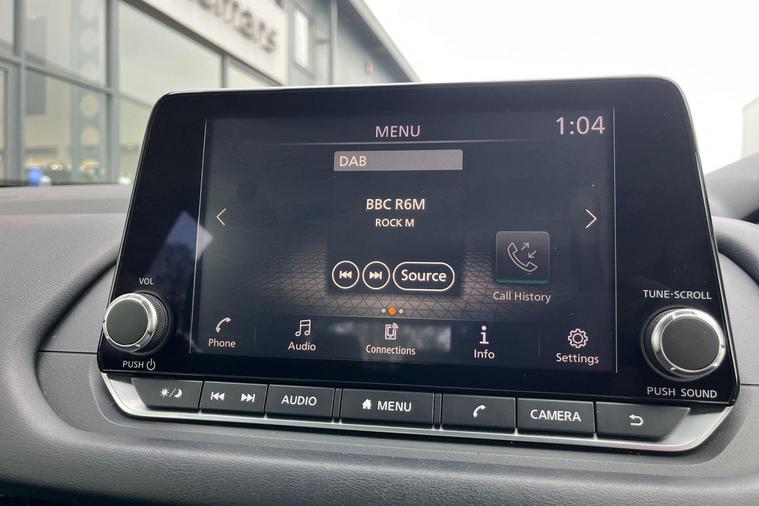 MENU
1:04
DAB
BBC R6M
ROCK M
Source
Call History
Phone
Audio
Connections
Info
Settings
VOL
PUSH
TUNE·SCROLL
PUSH SOUND
AUDIO
MENU
CAMERA